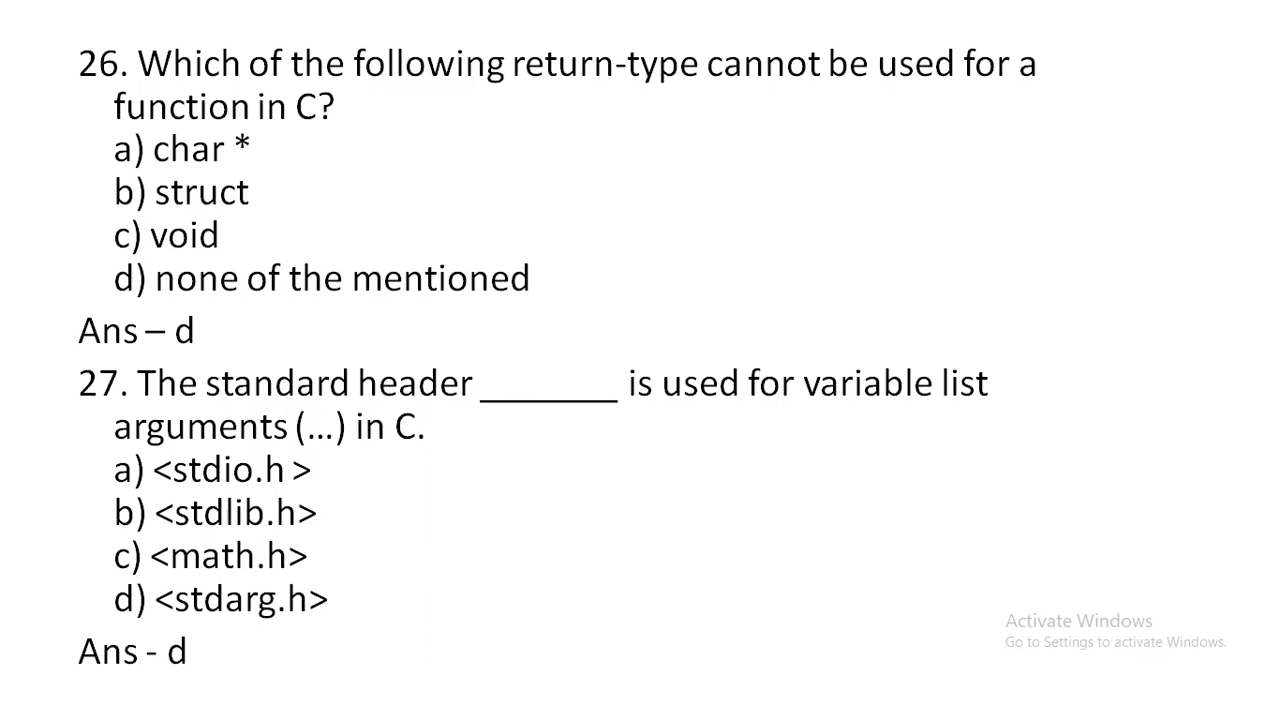 26. Which of the following return-type cannot be used for a
function in C?
a) char *
b) struct
c) void
d) none of the mentioned
Ans – d
27. The standard header _______ is used for variable list
arguments (...) in C.
a) <stdio.h >
b) <stdlib.h>
c) <math.h>
d) <stdarg.h>
Ans - d
Activate Windows
Go to Settings to activate Windows.